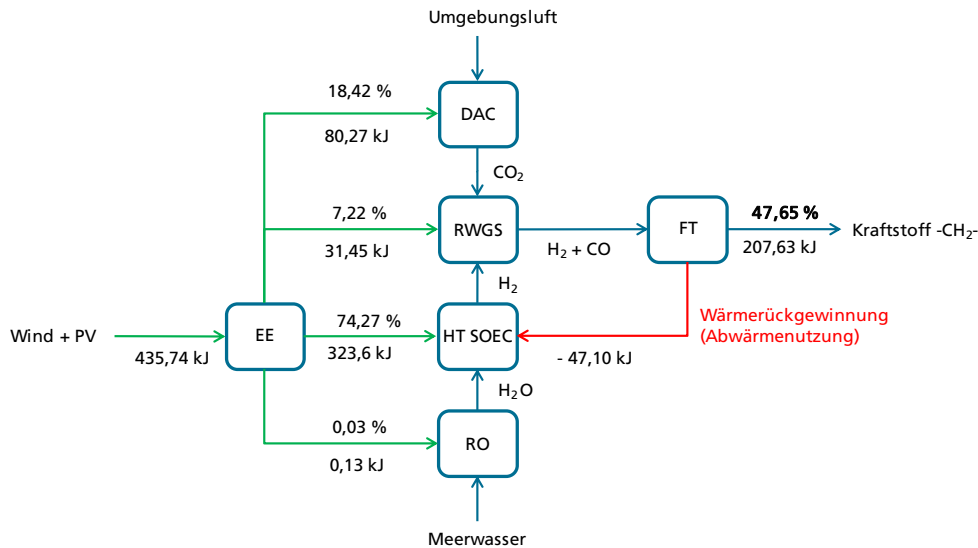 Umgebungsluft
18,42 %
80,27 kJ
DAC
CO₂
7,22 %
31,45 kJ
RWGS
H₂ + CO
FT
47,65 %
207,63 kJ
Kraftstoff -CH₂-
H₂
Wind + PV
435,74 kJ
EE
74,27 %
323,6 kJ
HT SOEC
- 47,10 kJ
Wärmerückgewinnung
(Abwärmenutzung)
H₂O
0,03 %
0,13 kJ
RO
Meerwasser